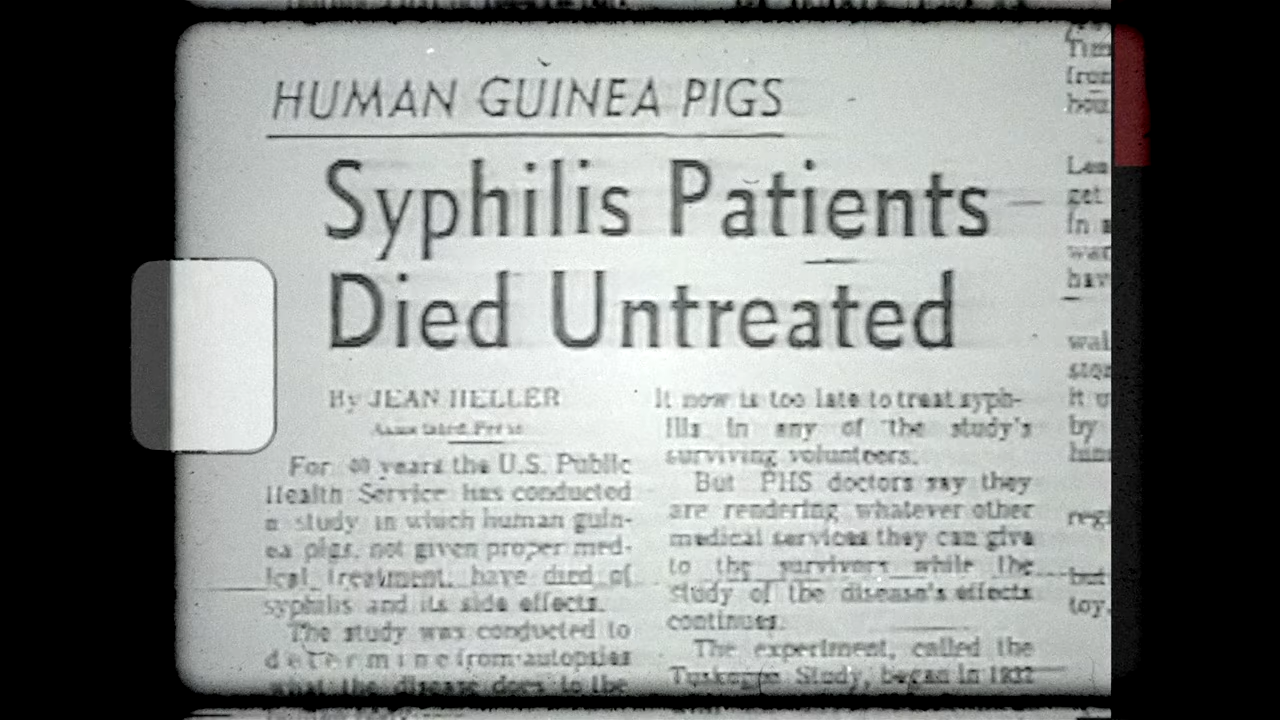 HUMAN GUINEA PIGS
Syphilis Patients
Died Untreated
By JEAN HELLER
Associated Press
For 40 years the U.S. Public
Health Service has conducted
a study in which human guin-
ea pigs, not given proper med-
ical treatment, have died of
syphilis and its side effects.
The study was conducted to
determine from autopsies
what the disease does to the
It now is too late to treat syph-
ilis in any of the study's
surviving volunteers.
But PHS doctors say they
are rendering whatever other
medical services they can give
to the survivors while the
study of the disease's effects
continues.
The experiment, called the
Tuskegee Study, began in 1932
get
by
but
toy.